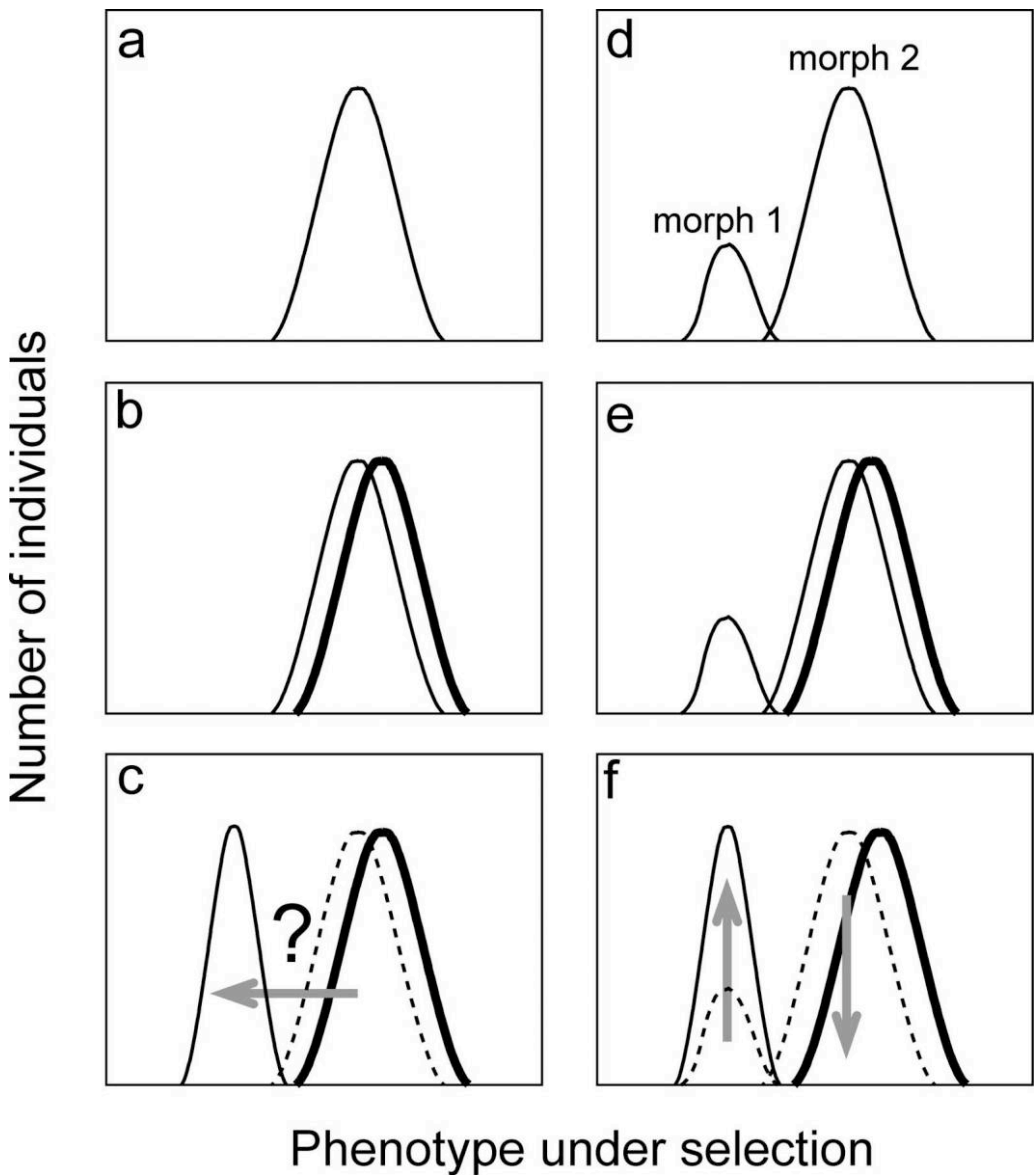 a
d
morph 2
morph 1
b
e
c
?
f
Number of individuals
Phenotype under selection